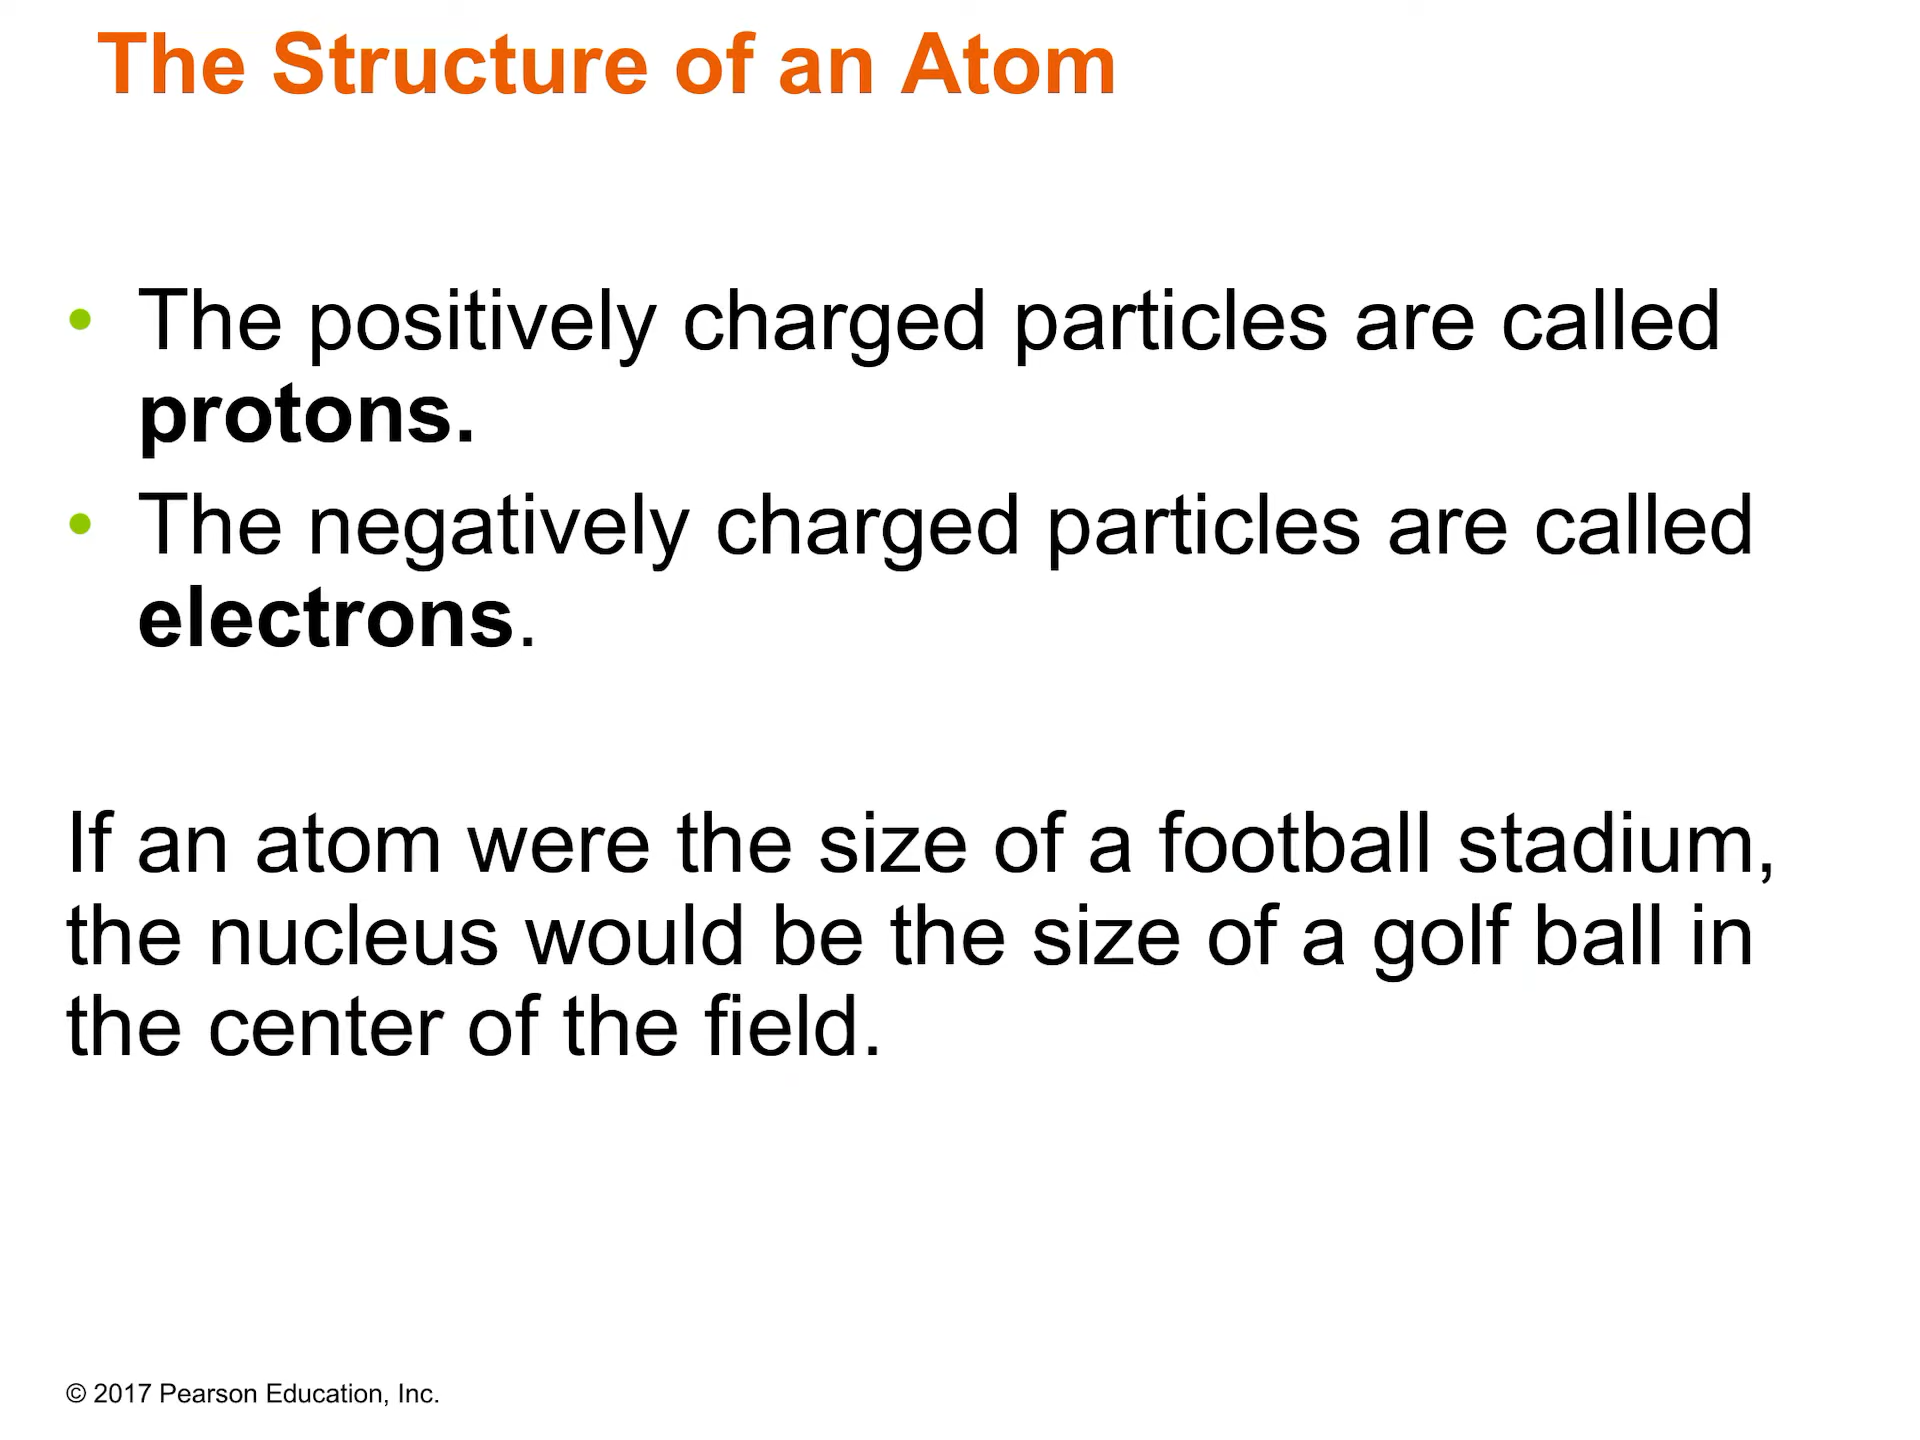 The Structure of an Atom
• The positively charged particles are called
protons.
• The negatively charged particles are called
electrons.
If an atom were the size of a football stadium,
the nucleus would be the size of a golf ball in
the center of the field.
© 2017 Pearson Education, Inc.